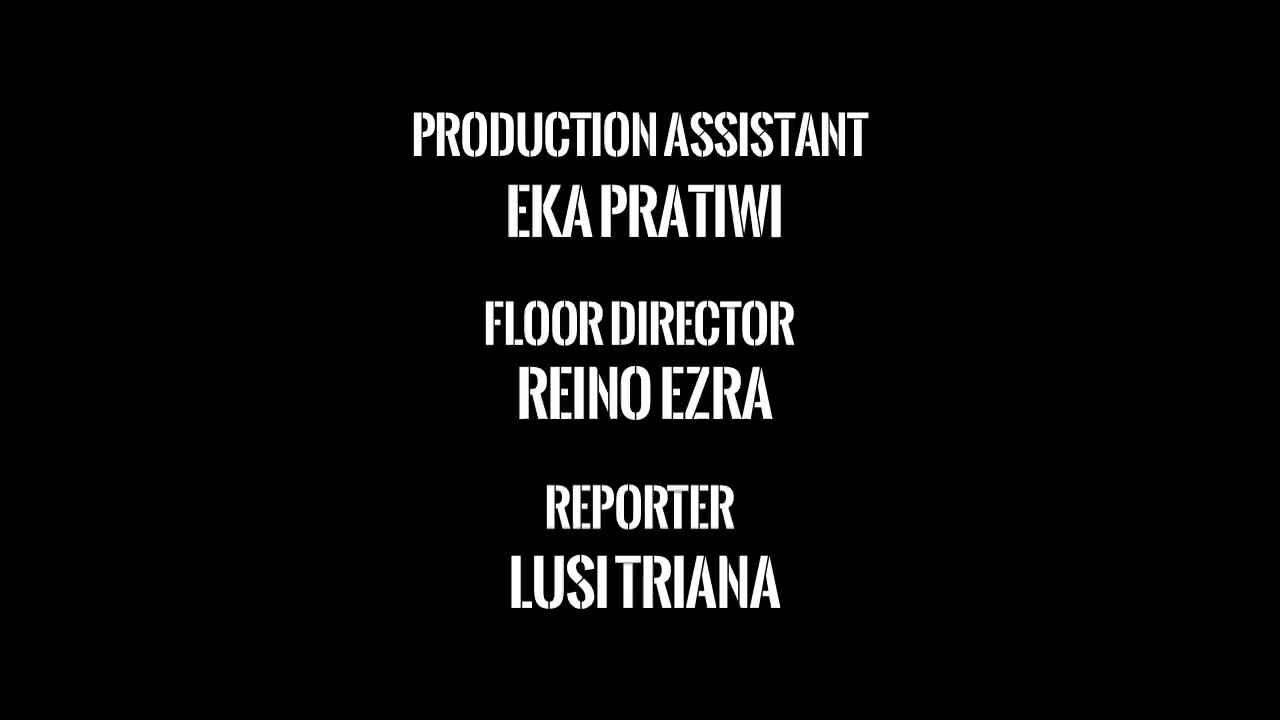 PRODUCTION ASSISTANT
EKA PRATIWI
FLOOR DIRECTOR
REINO EZRA
REPORTER
LUSI TRIANA